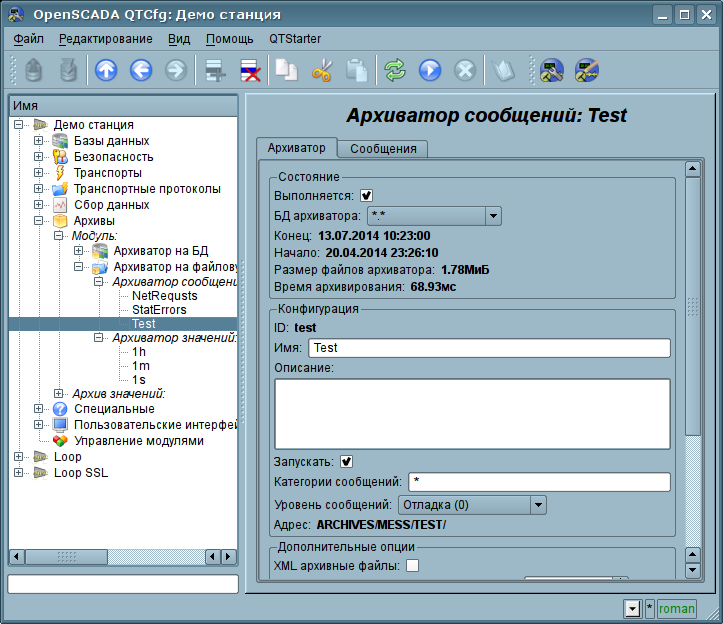 OpenSCADA QTCfg: Демо станция
Файл Редактирование Вид Помощь QTStarter
Имя
Демо станция
Базы данных
Безопасность
Транспорты
Транспортные протоколы
Сбор данных
Архивы
Модуль:
Архиватор на БД
Архиватор на файлову
Архиватор сообщени
NetRequsts
StatErrors
Test
Архиватор значений:
1h
1m
1s
Архив значений:
Специальные
Пользовательские интерфей
Управление модулями
Loop
Loop SSL
Архиватор сообщений: Test
Архиватор Сообщения
Состояние
Выполняется:
БД архиватора: *.*
Конец: 13.07.2014 10:23:00
Начало: 20.04.2014 23:26:10
Размер файлов архиватора: 1.78МиБ
Время архивирования: 68.93мс
Конфигурация
ID: test
Имя: Test
Описание:
Запускать:
Категории сообщений: *
Уровень сообщений: Отладка (0)
Адрес: ARCHIVES/MESS/TEST/
Дополнительные опции
XML архивные файлы:
* roman